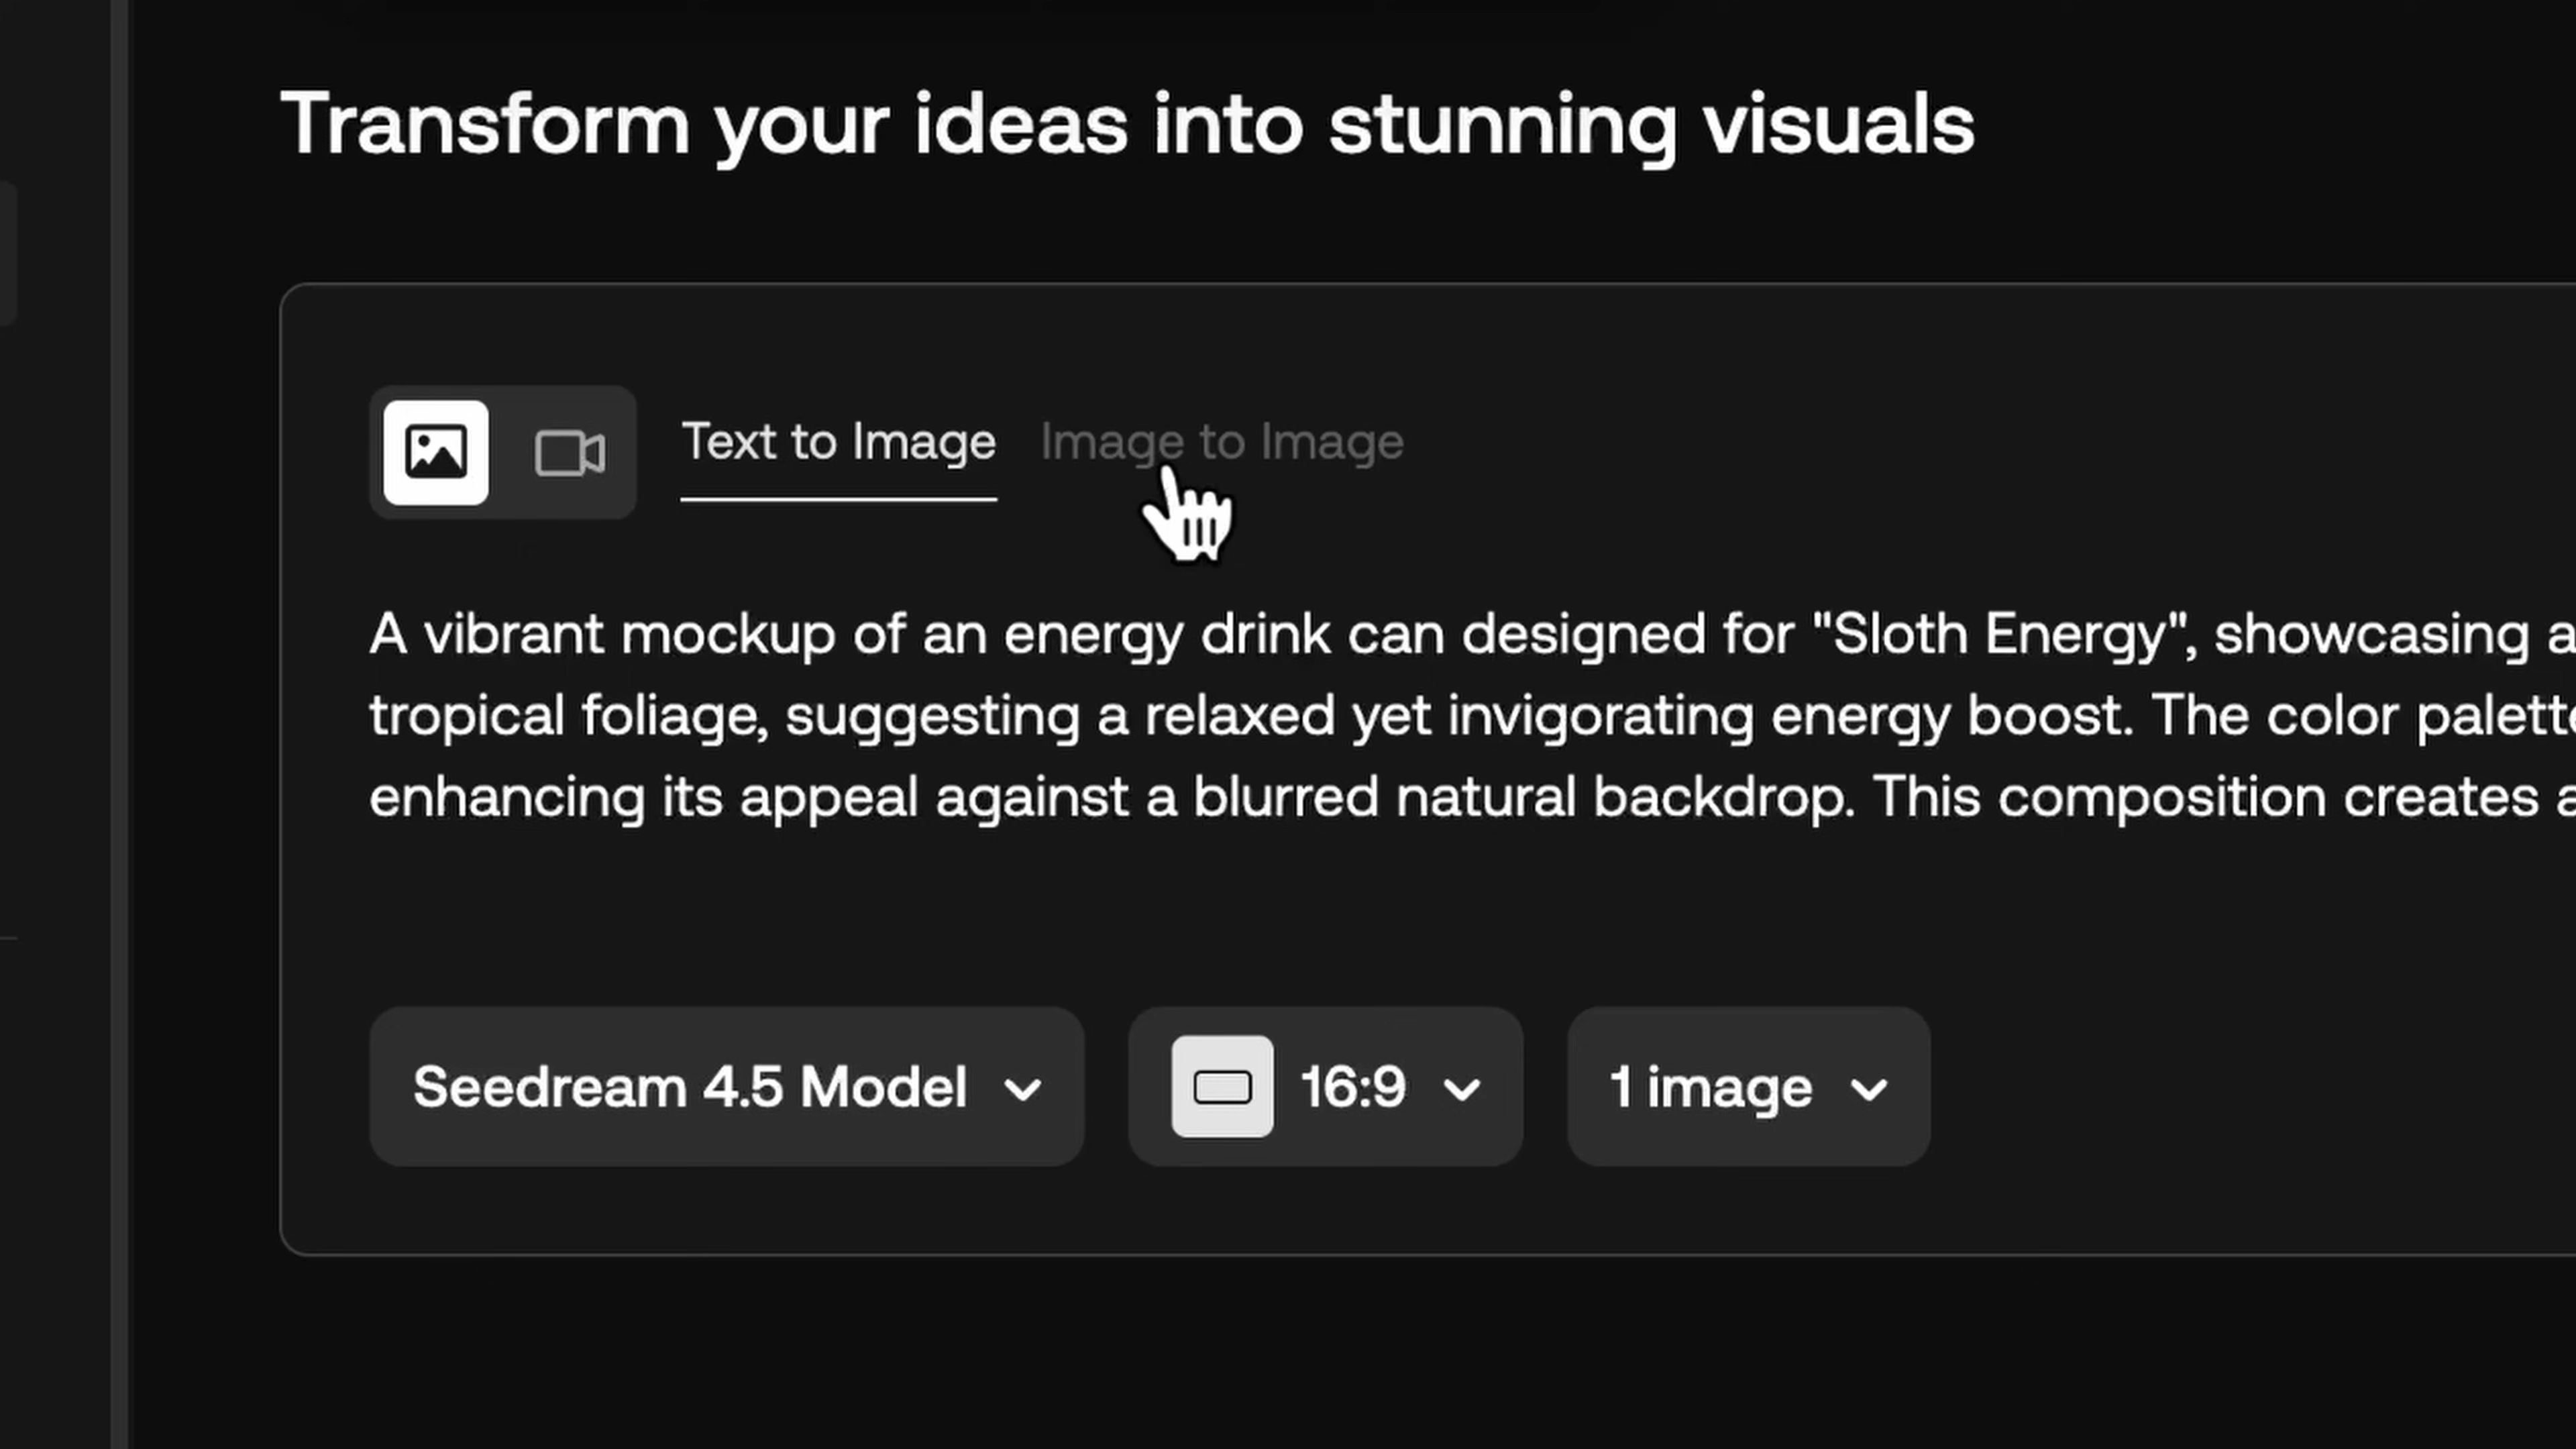 Transform your ideas into stunning visuals
Text to Image Image to Image
A vibrant mockup of an energy drink can designed for "Sloth Energy", showcasing a
tropical foliage, suggesting a relaxed yet invigorating energy boost. The color
enhancing its appeal against a blurred natural backdrop. This composition creates a
Seedream 4.5 Model 16:9 1 image